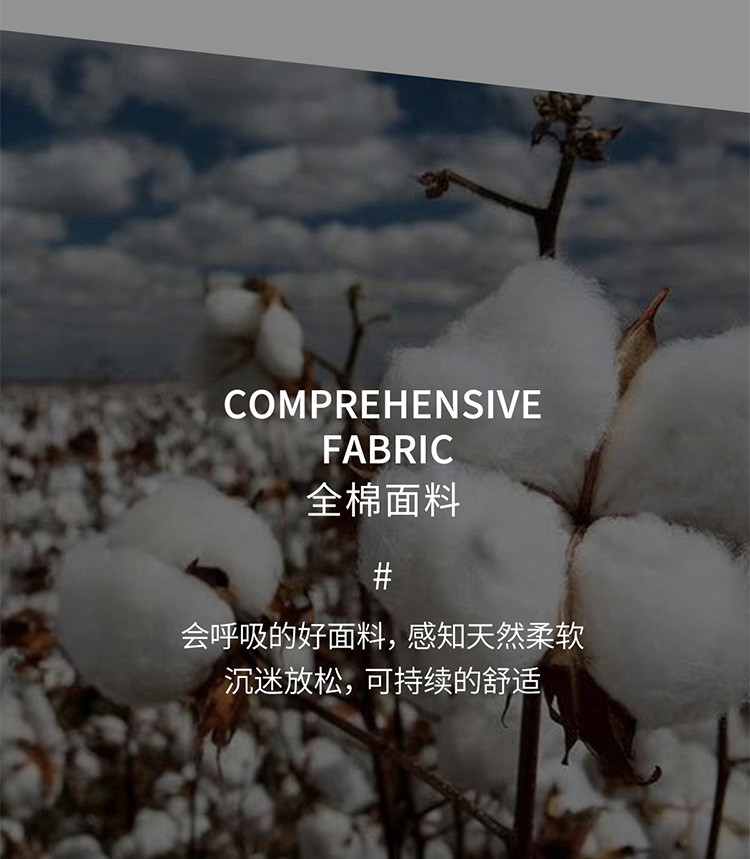 COMPREHENSIVE
FABRIC
全棉面料
#
会呼吸的好面料，感知天然柔软
沉迷放松，可持续的舒适